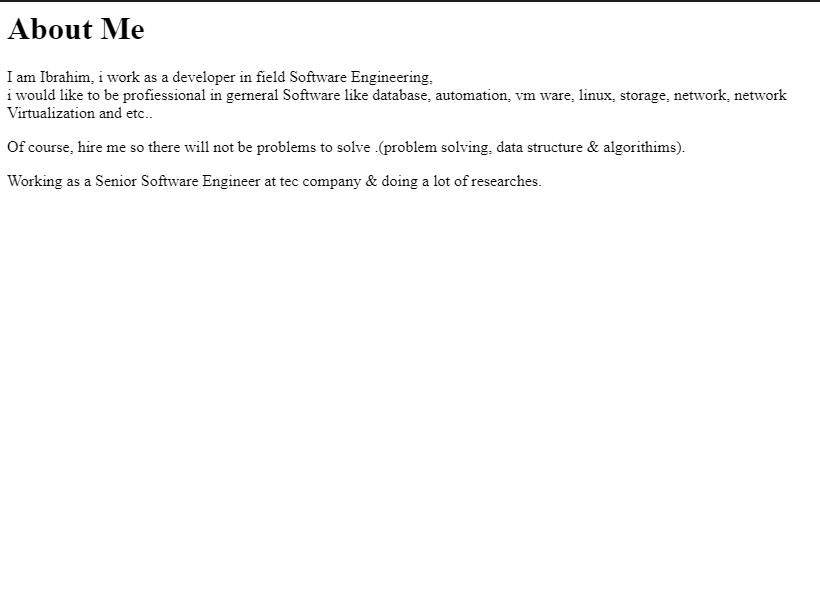 About Me
I am Ibrahim, i work as a developer in field Software Engineering,
i would like to be profiessional in gemeral Software like database, automation, vm ware, linux, storage, network, network
Virtualization and etc..
Of course, hire me so there will not be problems to solve .(problem solving, data structure & algorithims).
Working as a Senior Software Engineer at tec company & doing a lot of researches.